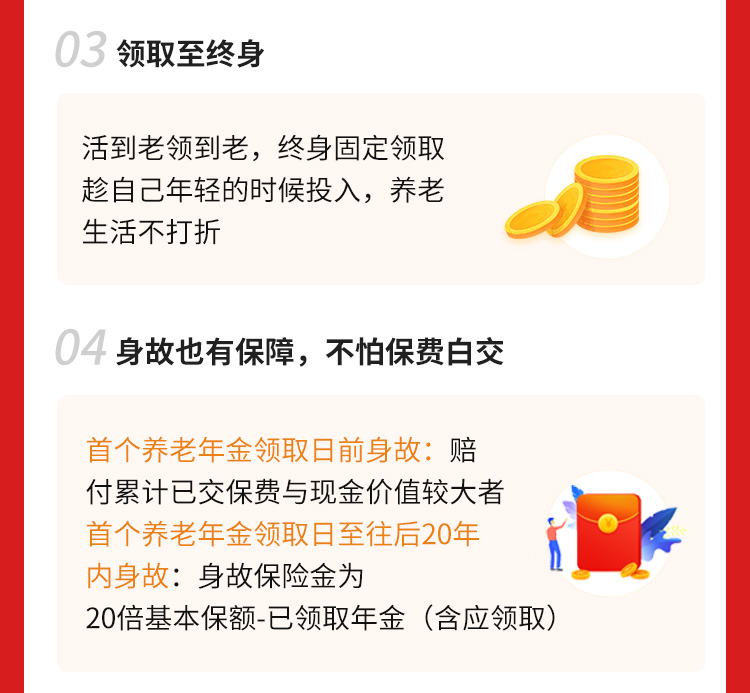 03 领取至终身
活到老领到老，终身固定领取
趁自己年轻的时候投入，养老
生活不打折
04 身故也有保障，不怕保费白交
首个养老年金领取日前身故：赔
付累计已交保费与现金价值较大者
首个养老年金领取日至往后20年
内身故：身故保险金为
20倍基本保额-已领取年金（含应领取）
¥